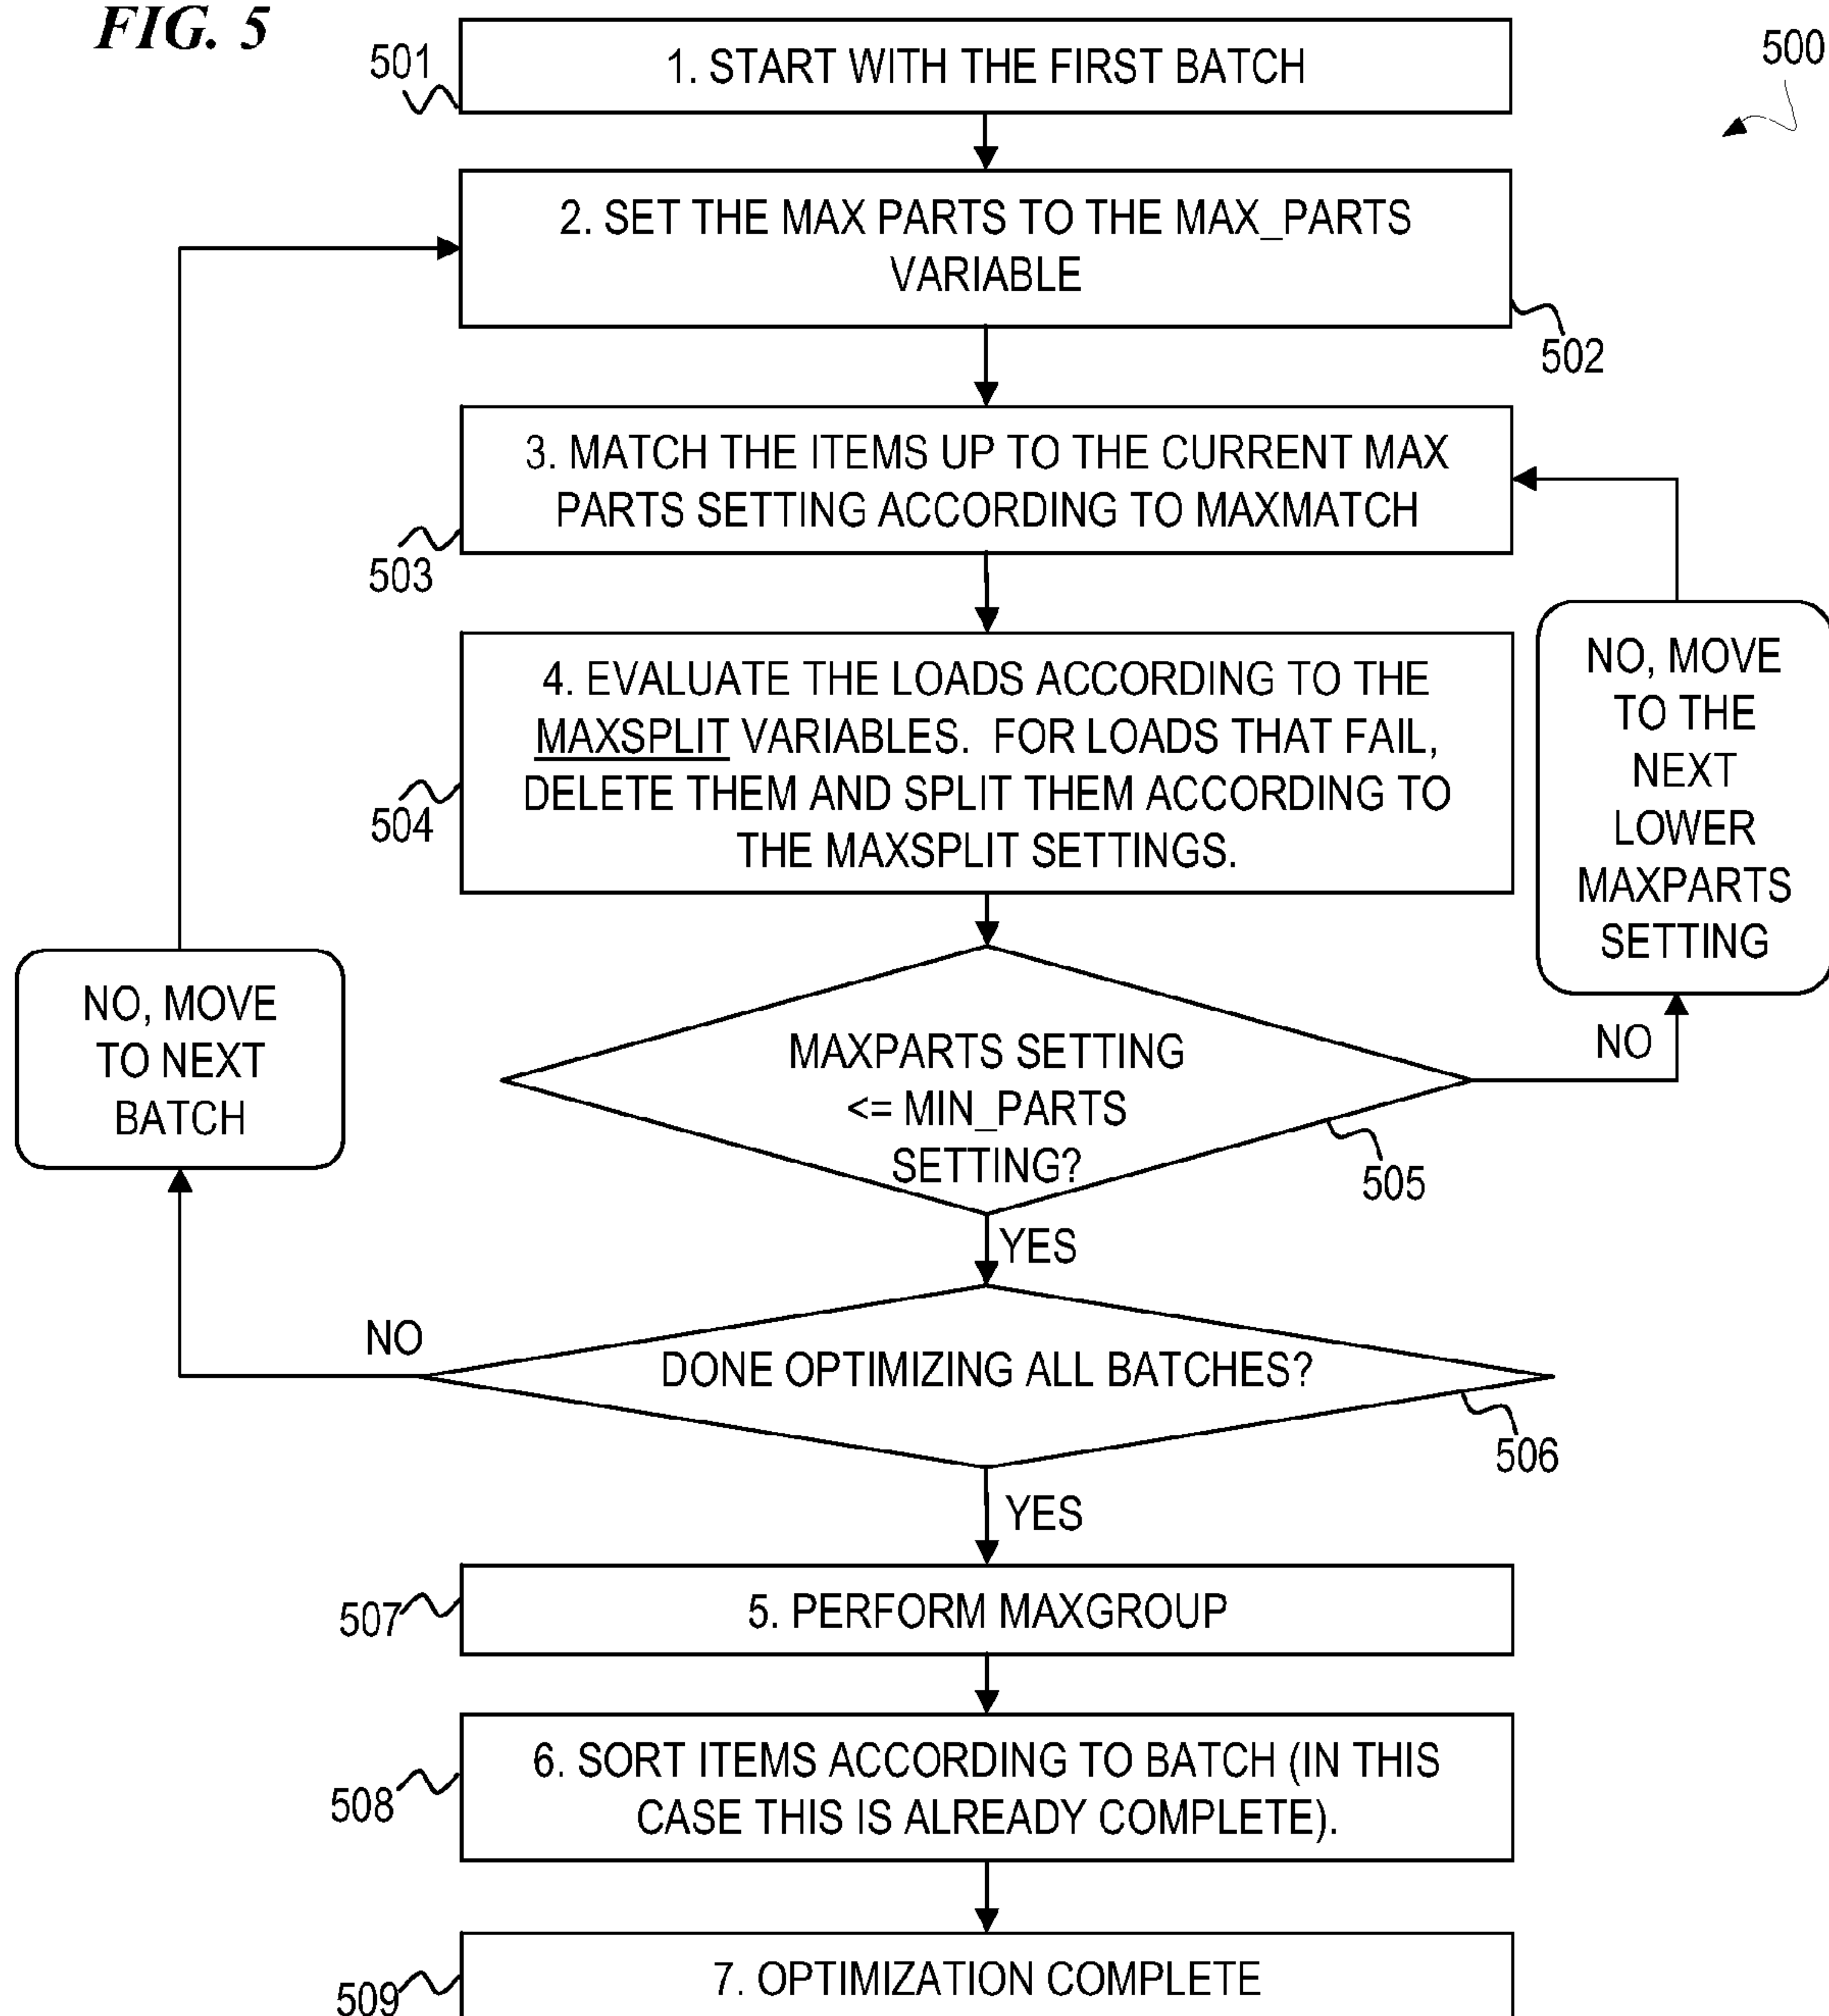 FIG. 5
500
501
1. START WITH THE FIRST BATCH
2. SET THE MAX PARTS TO THE MAX_PARTS
VARIABLE
502
3. MATCH THE ITEMS UP TO THE CURRENT MAX
PARTS SETTING ACCORDING TO MAXMATCH
503
4. EVALUATE THE LOADS ACCORDING TO THE
MAXSPLIT VARIABLES. FOR LOADS THAT FAIL,
DELETE THEM AND SPLIT THEM ACCORDING TO
THE MAXSPLIT SETTINGS.
504
NO, MOVE
TO THE
NEXT
LOWER
MAXPARTS
SETTING
NO, MOVE
TO NEXT
BATCH
MAXPARTS SETTING
<= MIN_PARTS
SETTING?
NO
505
YES
NO
DONE OPTIMIZING ALL BATCHES?
506
YES
507
5. PERFORM MAXGROUP
6. SORT ITEMS ACCORDING TO BATCH (IN THIS
CASE THIS IS ALREADY COMPLETE).
508
7. OPTIMIZATION COMPLETE
509